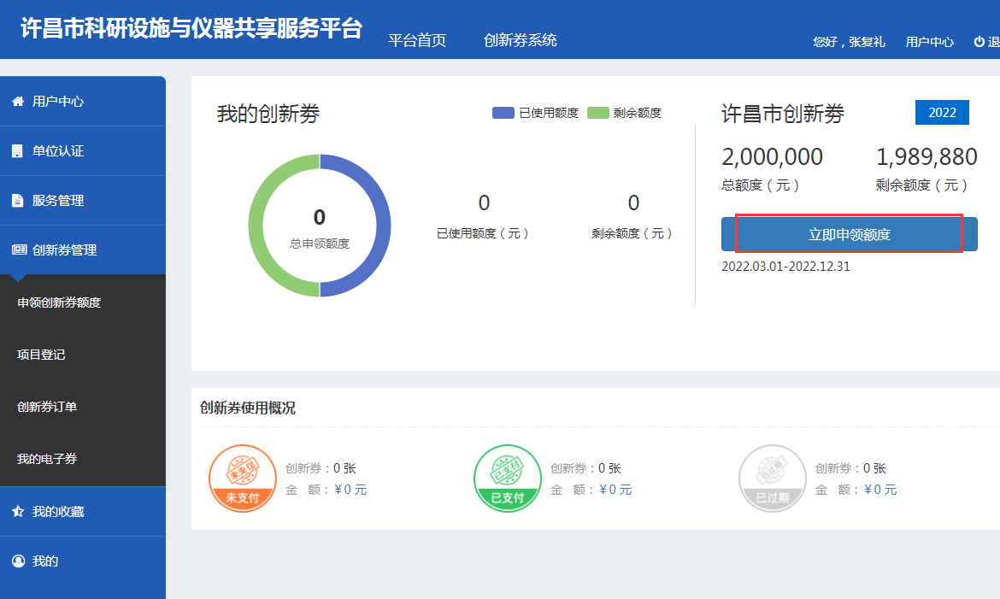 许昌市科研设施与仪器共享服务平台
平台首页
创新券系统
您好，张复礼
用户中心
退
用户中心
单位认证
服务管理
创新券管理
申领创新券额度
项目登记
创新券订单
我的电子券
我的收藏
我的
我的创新券
已使用额度
剩余额度
0
总申领额度
0
已使用额度（元）
0
剩余额度（元）
许昌市创新券
2022
2,000,000
总额度（元）
1,989,880
剩余额度（元）
立即申领额度
2022.03.01-2022.12.31
创新券使用概况
未支付
未支付
创新券：0 张
金 额：¥ 0 元
已支付
已支付
创新券：0 张
金 额：¥ 0 元
已过期
已过期
创新券：0 张
金 额：¥ 0 元